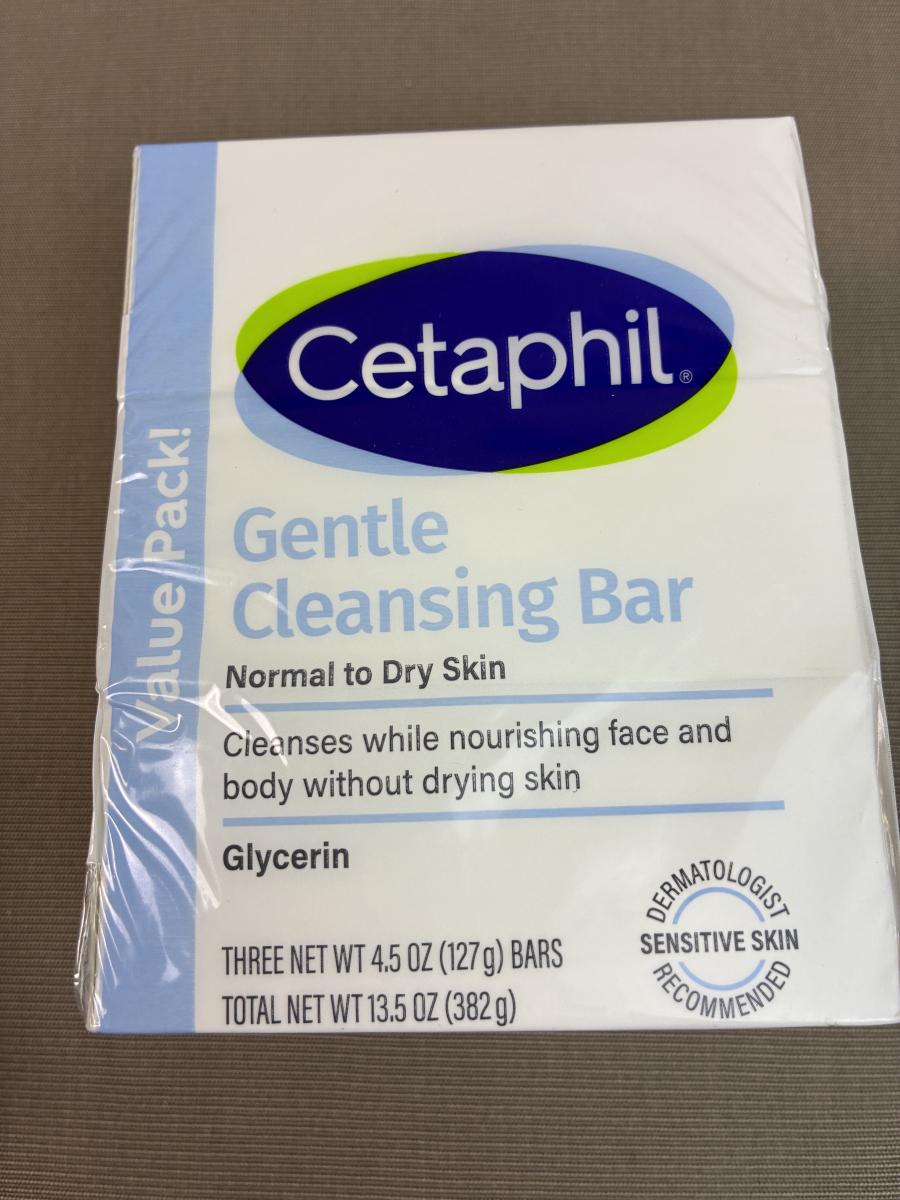 Value Pack!
Cetaphil®
Gentle
Cleansing Bar
Normal to Dry Skin
Cleanses while nourishing face and
body without drying skin
Glycerin
THREE NET WT 4.5 OZ (127g) BARS
TOTAL NET WT 13.5 OZ (382g)
DERMATOLOGIST
SENSITIVE SKIN
RECOMMENDED